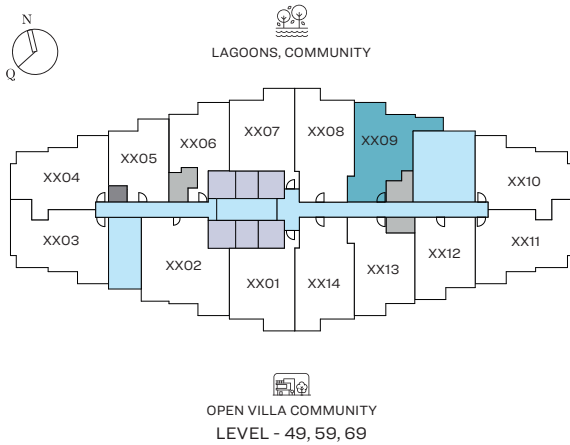 N
Q
LAGOONS, COMMUNITY
XX04
XX05
XX06
XX07
XX08
XX09
XX10
XX03
XX02
XX01
XX14
XX13
XX12
XX11
OPEN VILLA COMMUNITY
LEVEL - 49, 59, 69